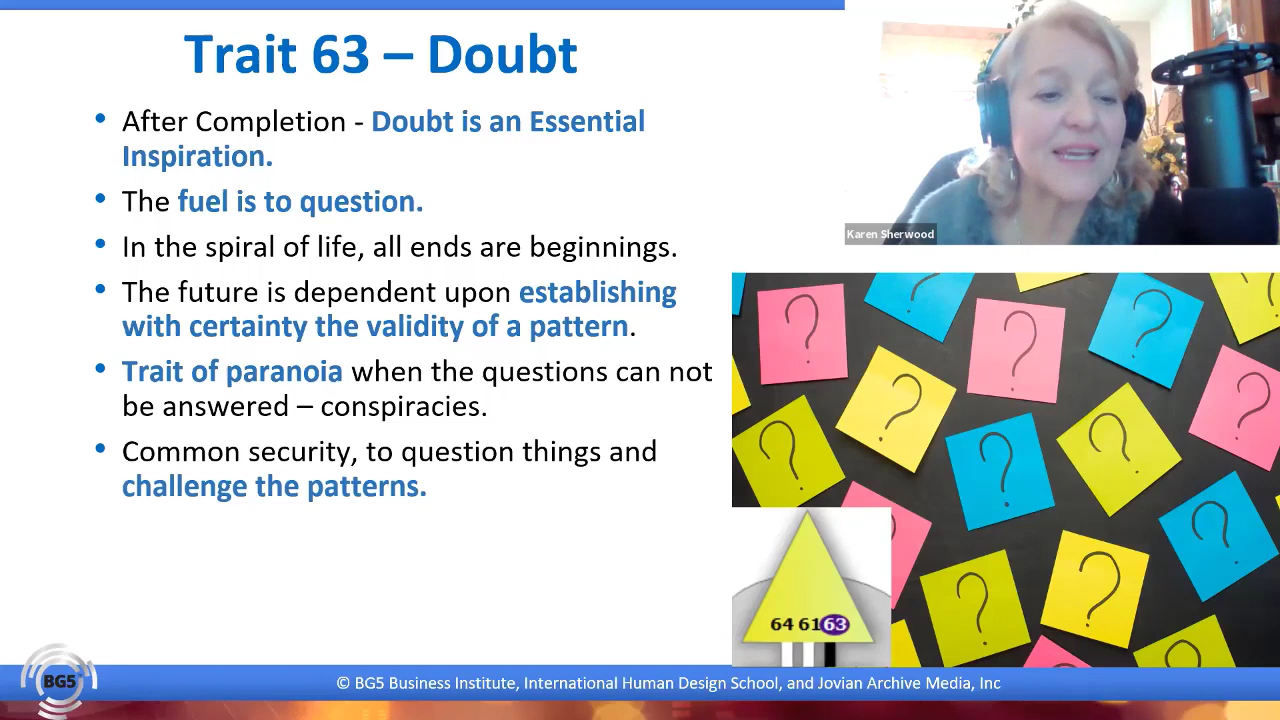 Trait 63 – Doubt
Karen Sherwood
• After Completion - Doubt is an Essential
Inspiration.
• The fuel is to question.
• In the spiral of life, all ends are beginnings.
• The future is dependent upon establishing
with certainty the validity of a pattern.
• Trait of paranoia when the questions can not
be answered – conspiracies.
• Common security, to question things and
challenge the patterns.
? ? ? ? ?
? ? ?
? ? ? ?
? ? ? ?
64 61 63
BG5
© BG5 Business Institute, International Human Design School, and Jovian Archive Media, Inc